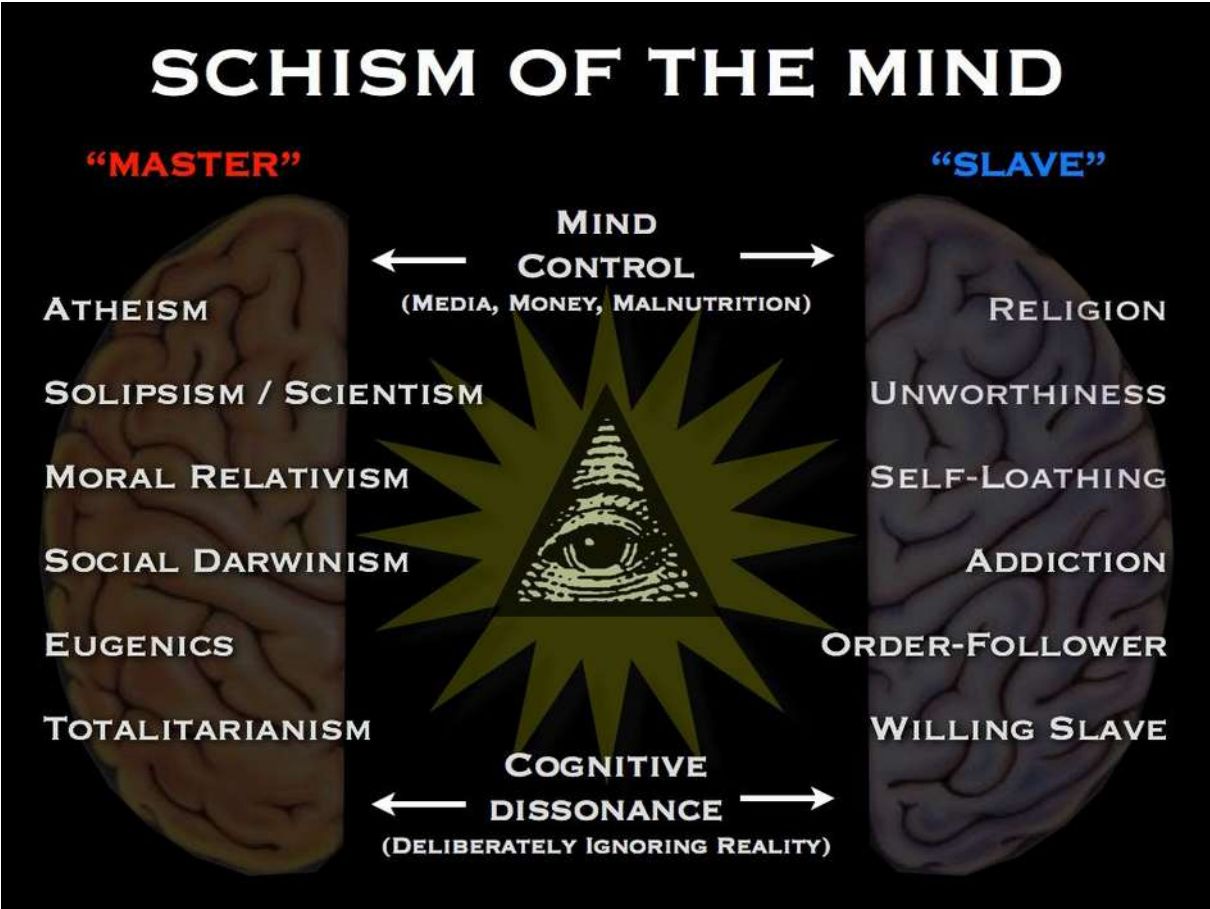 SCHISM OF THE MIND
“MASTER”
“SLAVE”
MIND
CONTROL
(MEDIA, MONEY, MALNUTRITION)
ATHEISM
SOLIPSISM / SCIENTISM
MORAL RELATIVISM
SOCIAL DARWINISM
EUGENICS
TOTALITARIANISM
RELIGION
UNWORTHINESS
SELF-LOATHING
ADDICTION
ORDER-FOLLOWER
WILLING SLAVE
COGNITIVE
DISSONANCE
(DELIBERATELY IGNORING REALITY)